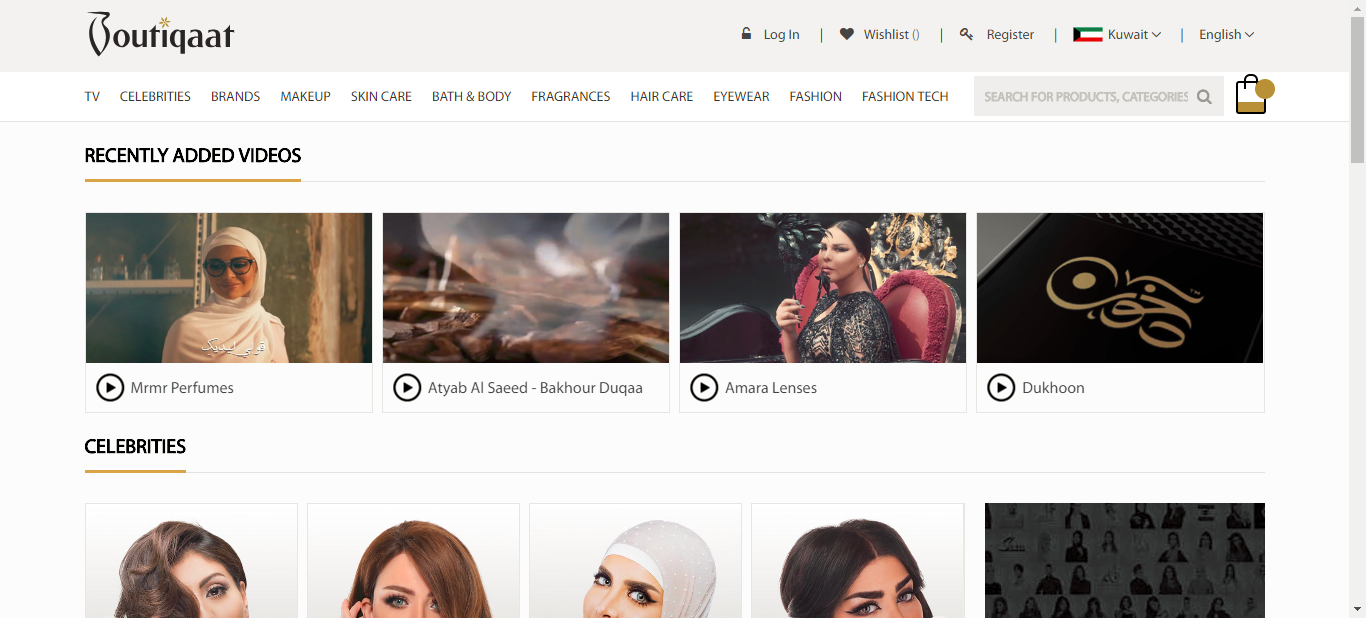 Boutiqaat
Log In | Wishlist () | Register | Kuwait | English
TV CELEBRITIES BRANDS MAKEUP SKIN CARE BATH & BODY FRAGRANCES HAIR CARE EYEWEAR FASHION FASHION TECH SEARCH FOR PRODUCTS, CATEGORIES
RECENTLY ADDED VIDEOS
Mrmr Perfumes Atyab Al Saeed - Bakhour Duqaa Amara Lenses Dukhoon
CELEBRITIES